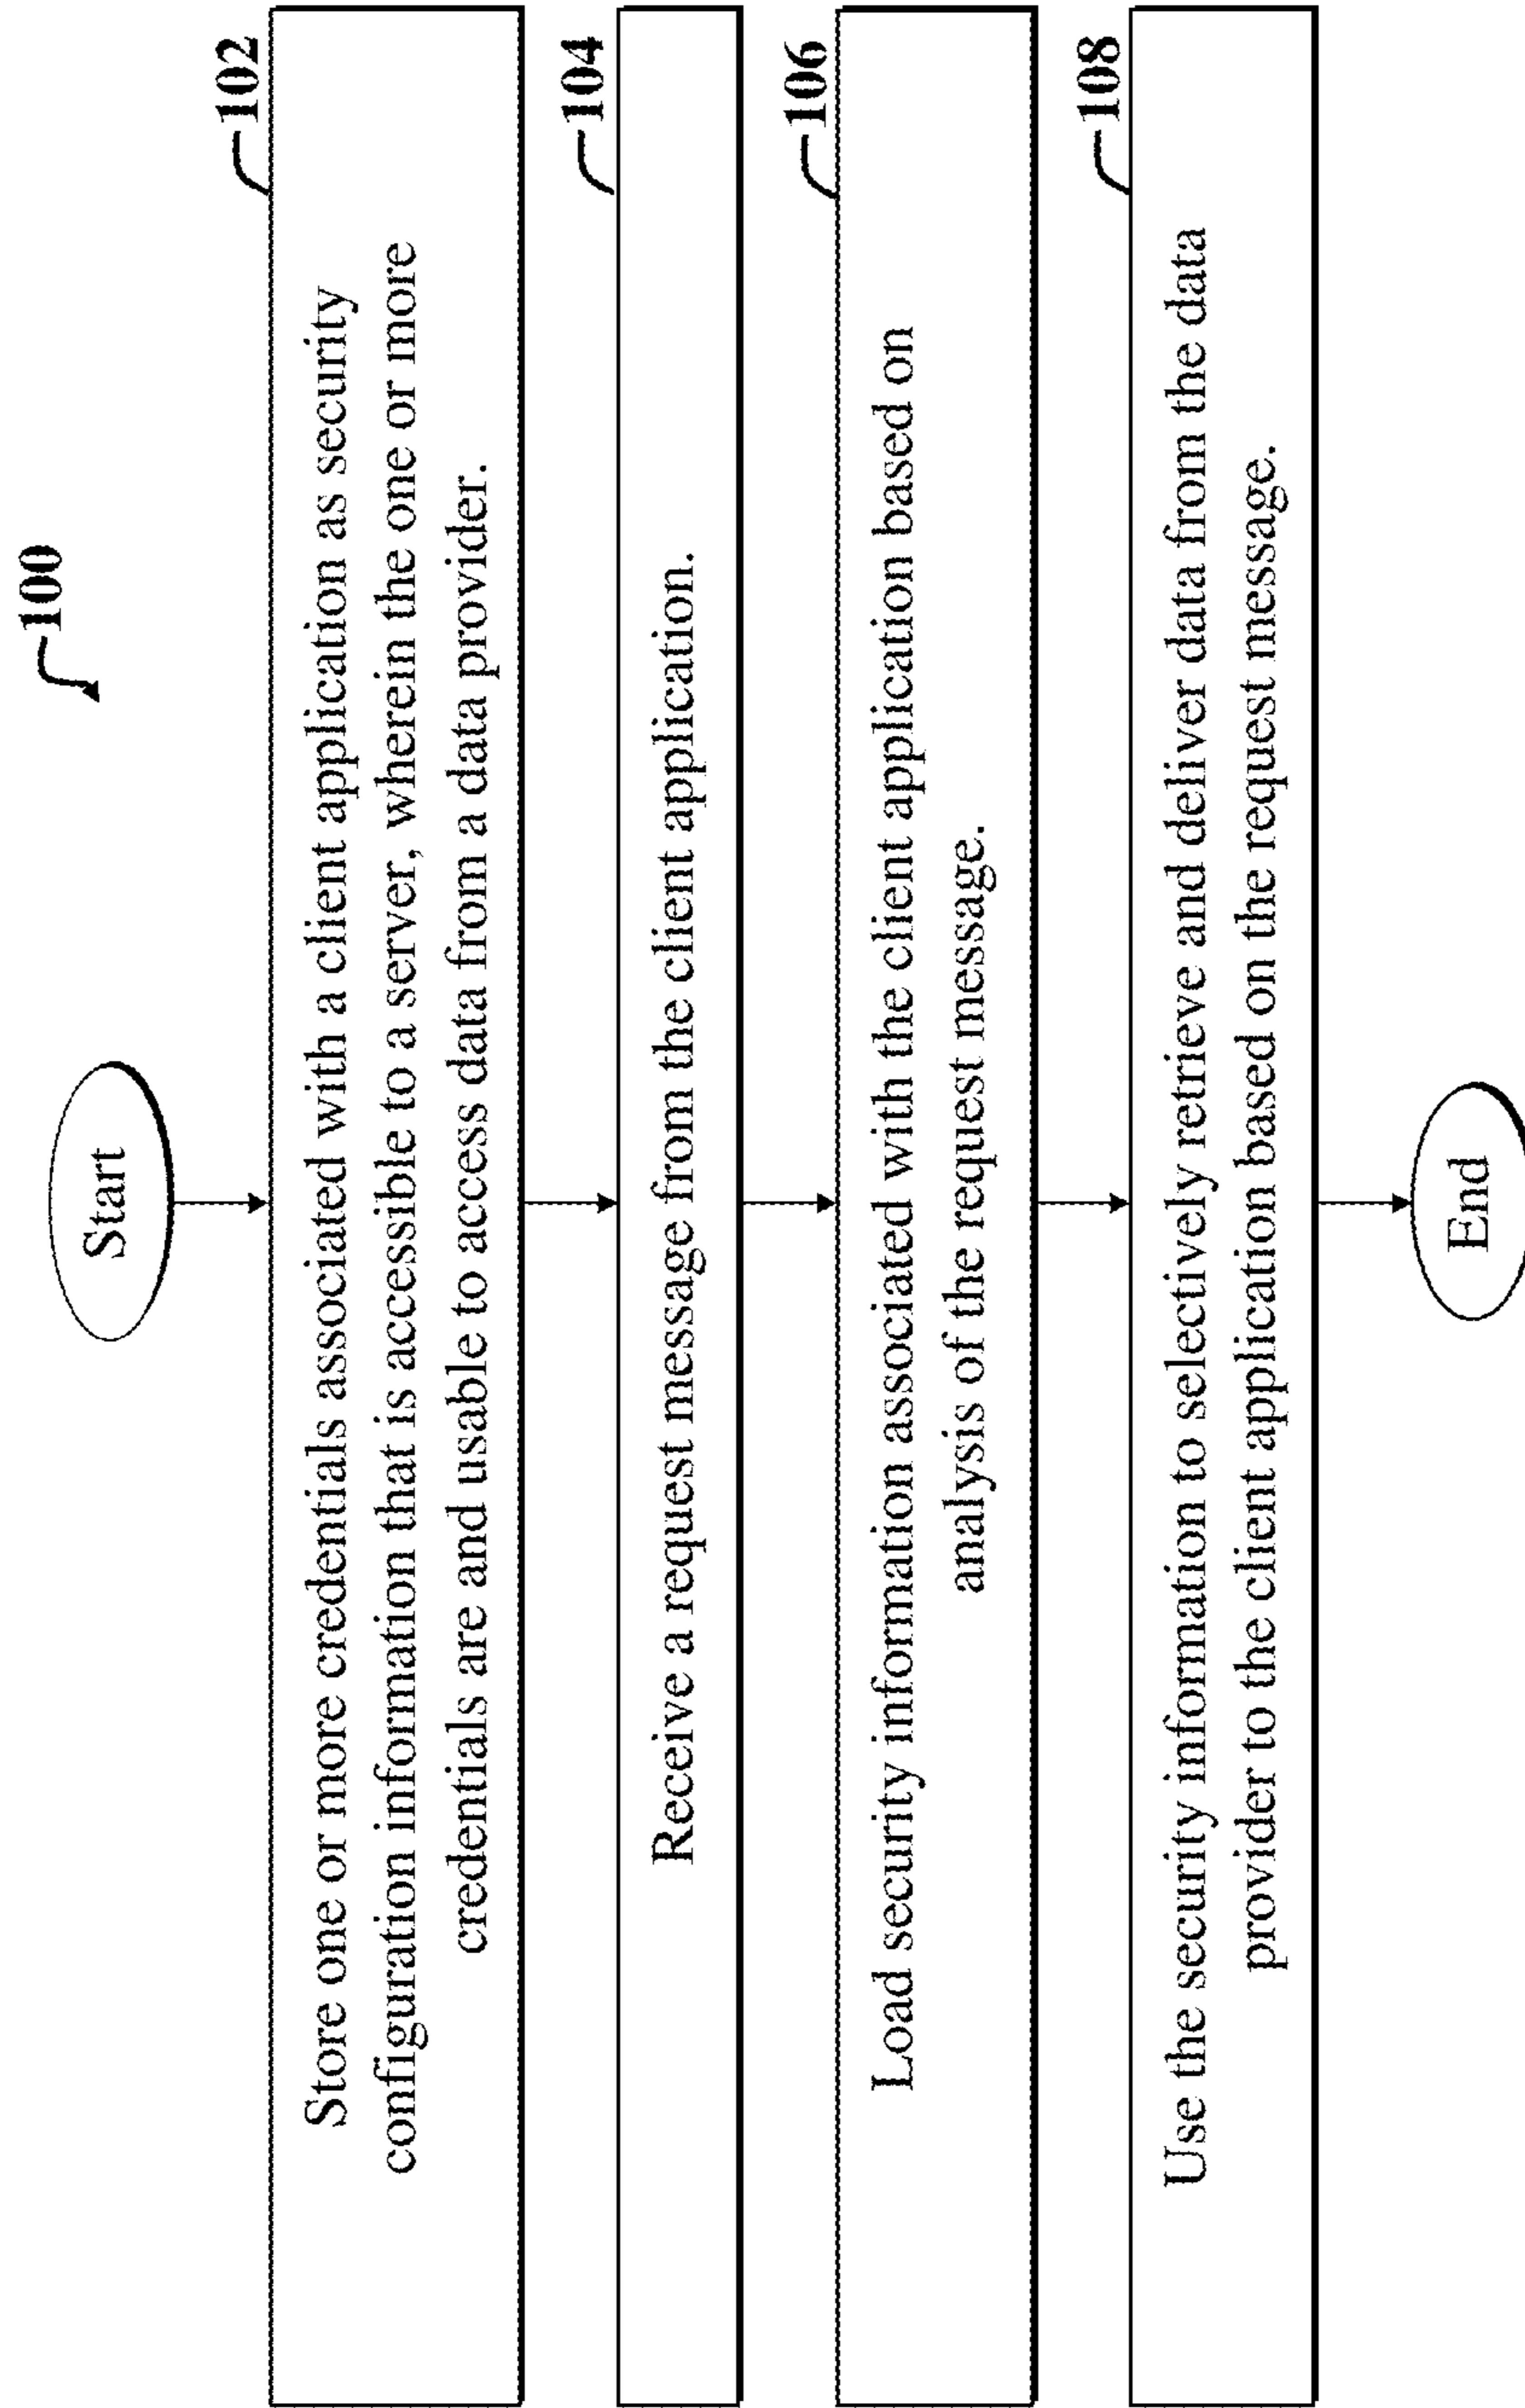 100
Start
102
Store one or more credentials associated with a client application as security
configuration information that is accessible to a server, wherein the one or more
credentials are and usable to access data from a data provider.
104
Receive a request message from the client application.
106
Load security information associated with the client application based on
analysis of the request message.
108
Use the security information to selectively retrieve and deliver data from the data
provider to the client application based on the request message.
End